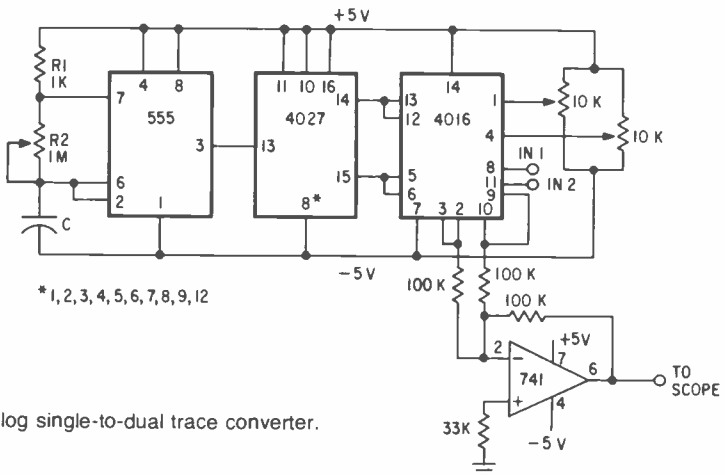 +5V
R1
1K
R2
1M
C
7
6
2
4
8
555
3
1
13
11
10
16
4027
14
15
8*
13
12
5
6
7
14
4016
1
4
8
11
9
3
2
10
10 K
10 K
IN 1
IN 2
-5V
*1,2,3,4,5,6,7,8,9,12
100 K
100 K
100 K
2
-
+
741
+5V
7
6
4
-5 V
33K
TO
SCOPE
log single-to-dual trace converter.